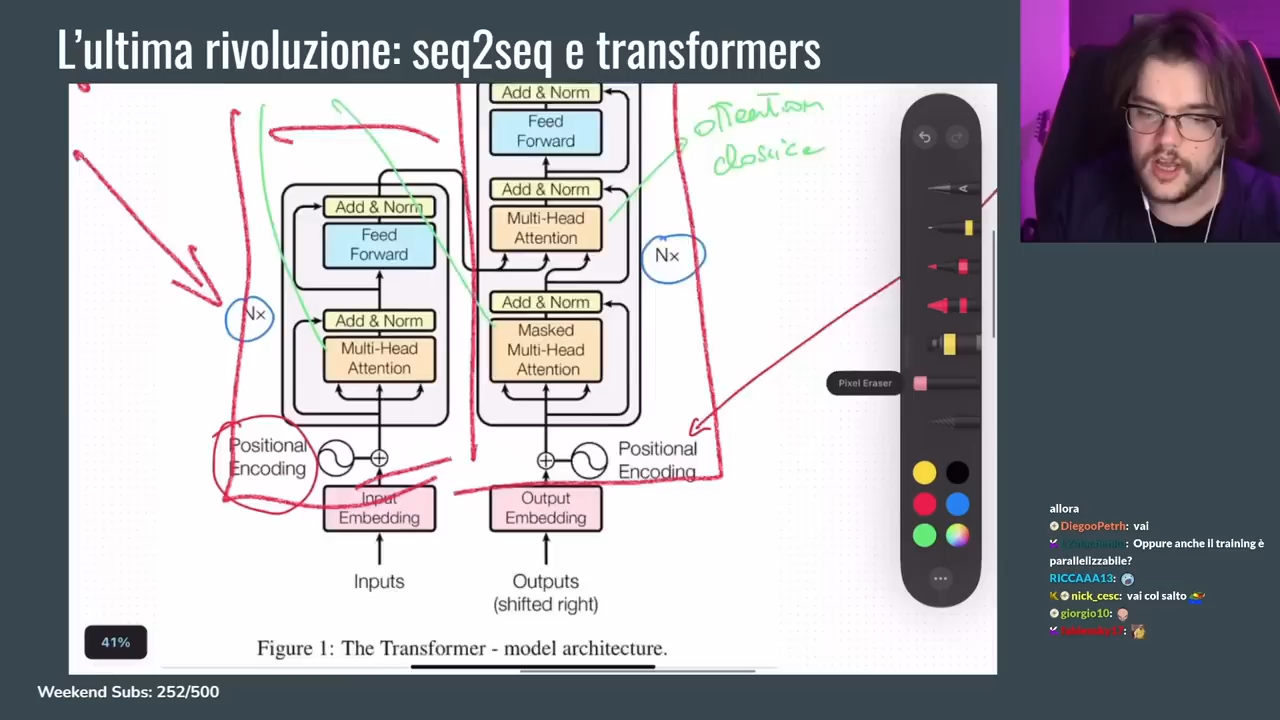 L'ultima rivoluzione: seq2seq e transformers
Add & Norm
Feed
Forward
Add & Norm
Multi-Head
Attention
Nx
Add & Norm
Masked
Multi-Head
Attention
Positional
Encoding
Output
Embedding
Outputs
(shifted right)
Add & Norm
Feed
Forward
Nx
Add & Norm
Multi-Head
Attention
Positional
Encoding
Input
Embedding
Inputs
attention
Figure 1: The Transformer - model architecture.
41%
A
Pixel Eraser
allora
DiegooPetrh: vai
: Oppure anche il training è
parallelizzabile?
RICCAAA13:
nick_cesc: vai col salto
giorgio10:
Weekend Subs: 252/500